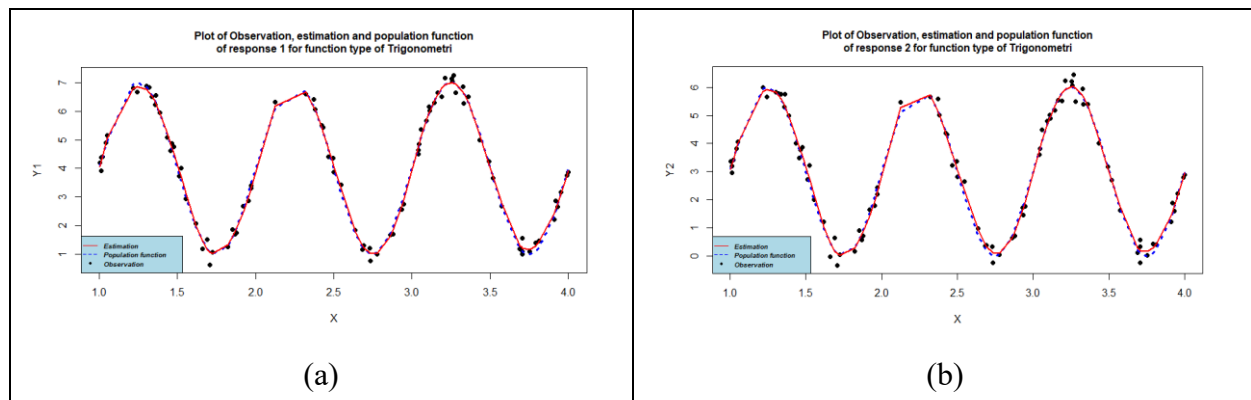 Plot of Observation, estimation and population function
of response 1 for function type of Trigonometri
Y1
7
6
5
4
3
2
1
Estimation
Population function
Observation
1.0 1.5 2.0 2.5 3.0 3.5 4.0
X
(a)
Plot of Observation, estimation and population function
of response 2 for function type of Trigonometri
Y2
6
5
4
3
2
1
0
Estimation
Population function
Observation
1.0 1.5 2.0 2.5 3.0 3.5 4.0
X
(b)